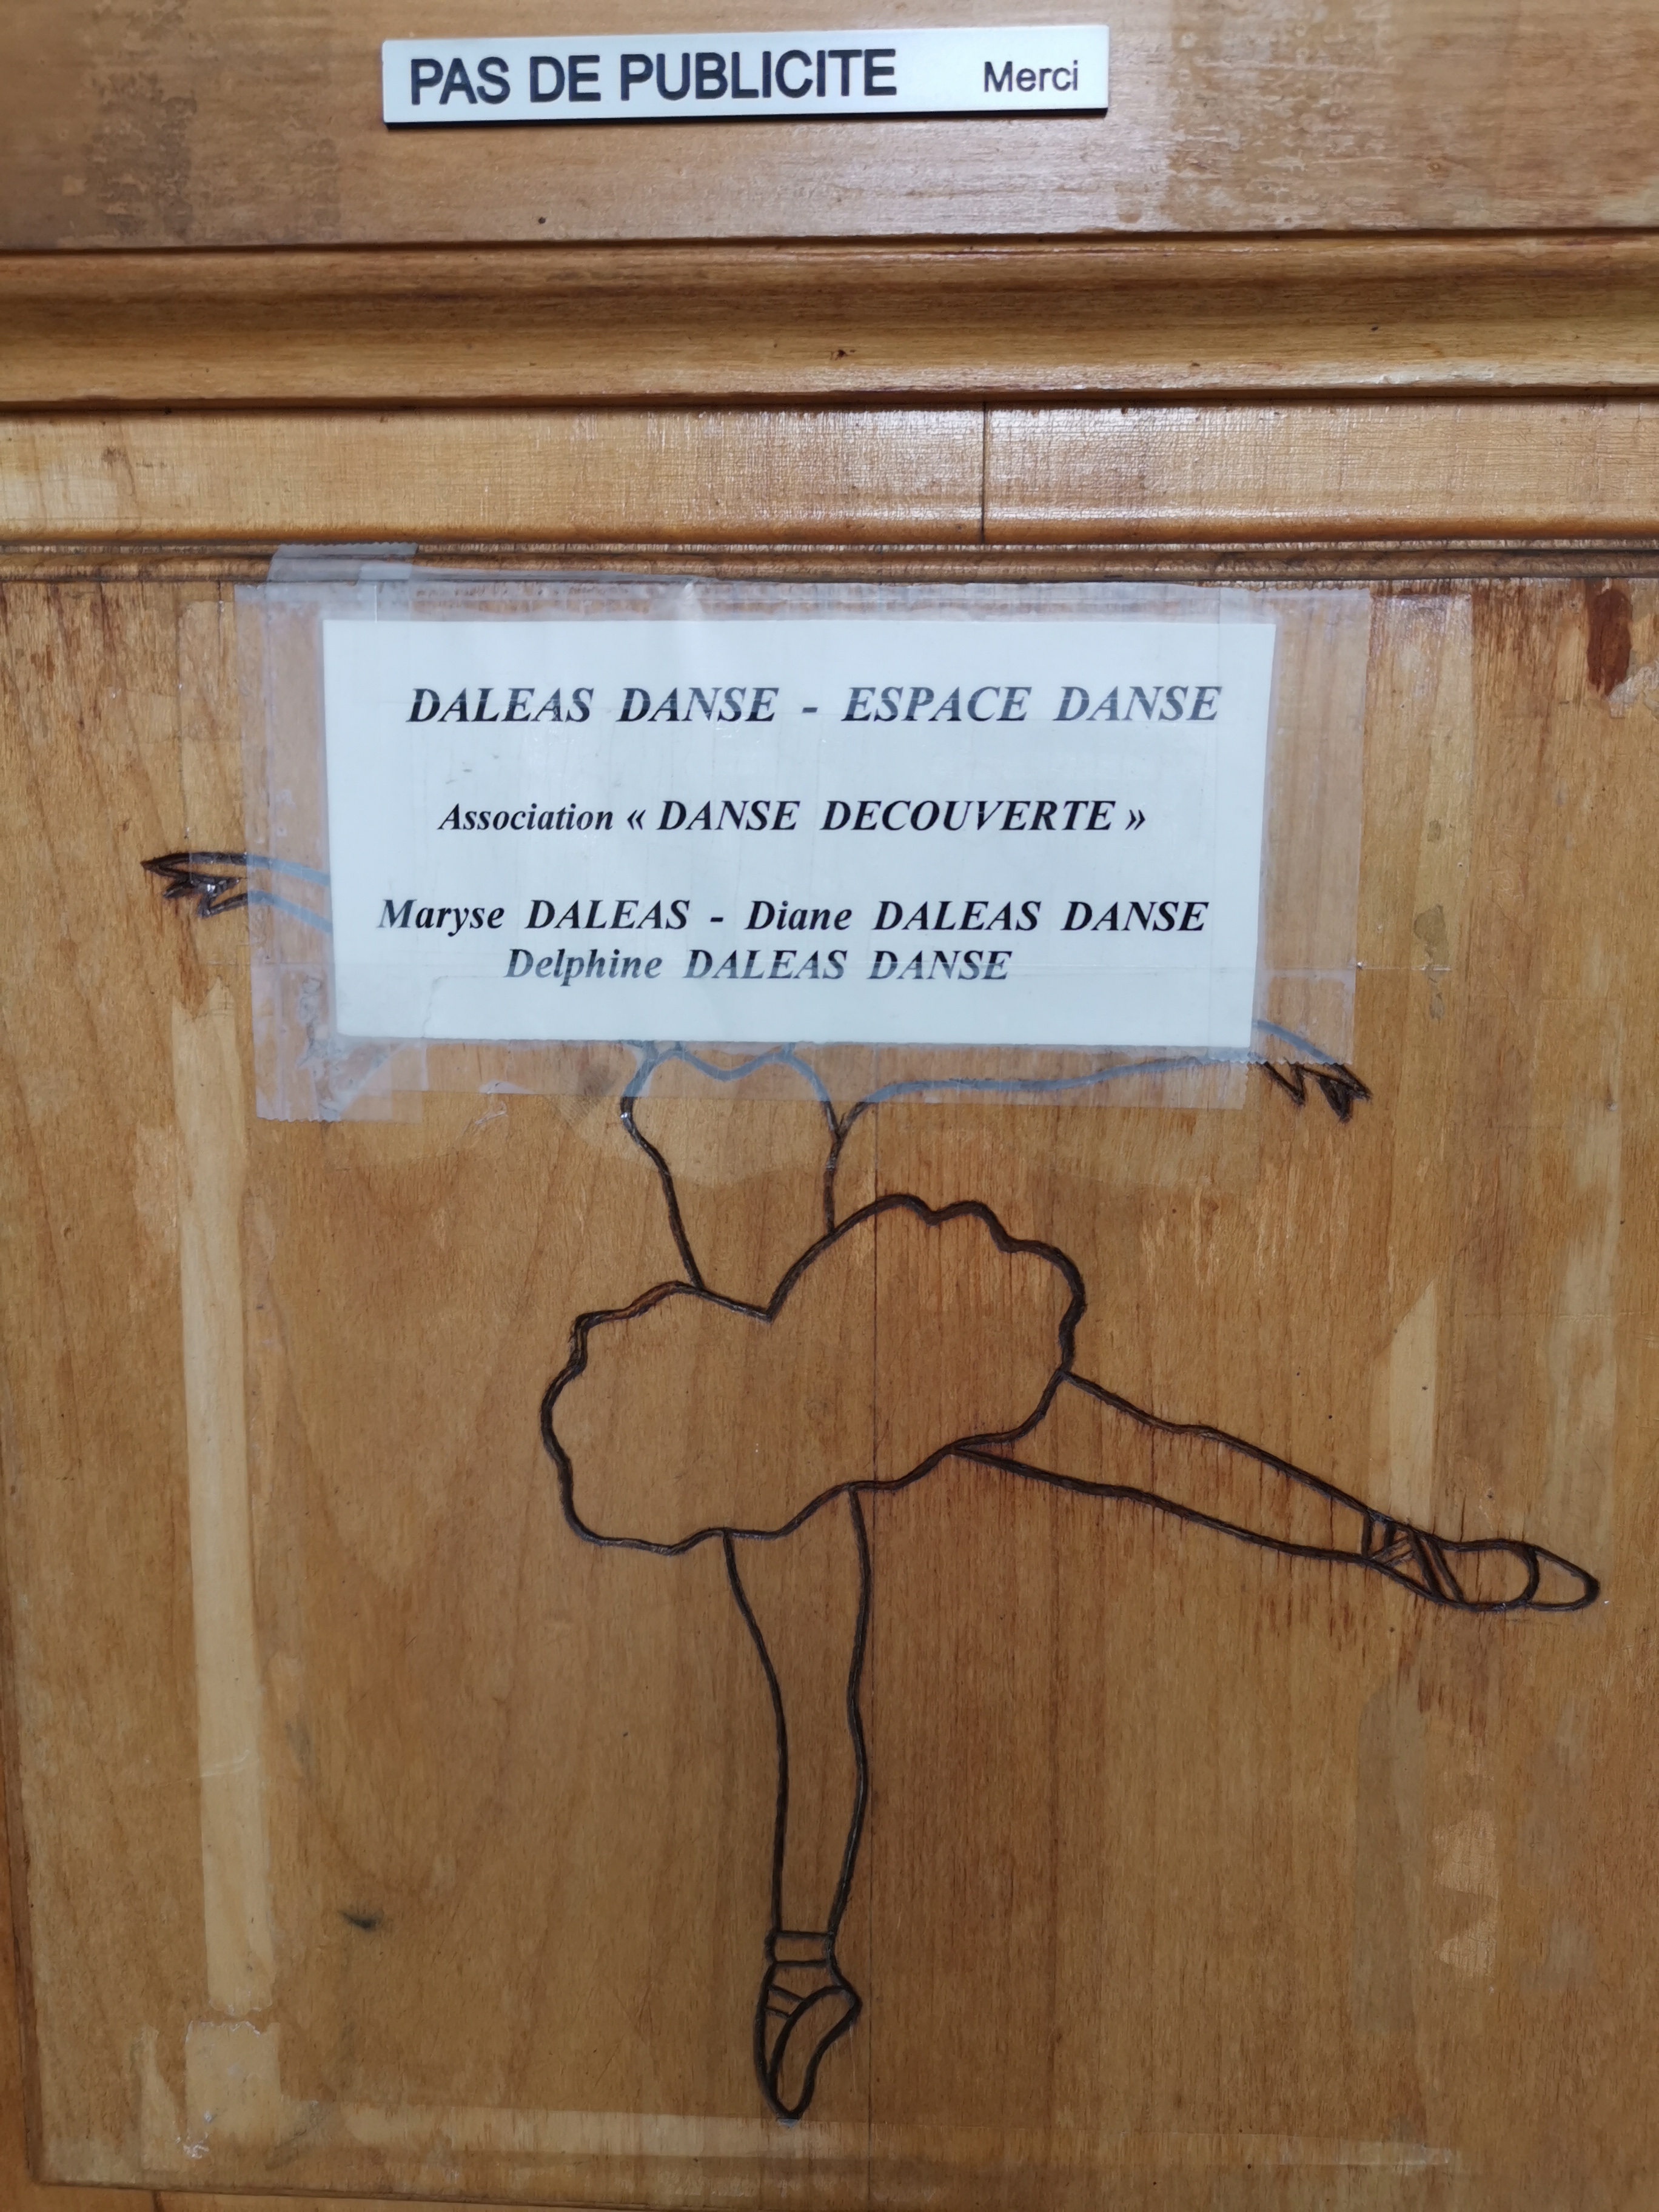 PAS DE PUBLICITE Merci
DALEAS DANSE - ESPACE DANSE
Association « DANSE DECOUVERTE »
Maryse DALEAS - Diane DALEAS DANSE
Delphine DALEAS DANSE